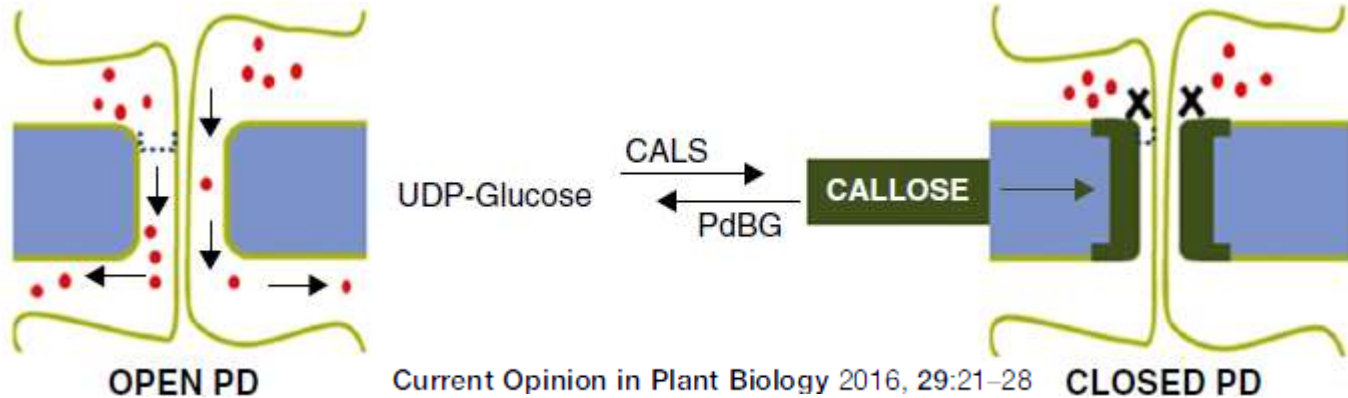 CALS
UDP-Glucose
PdBG
CALLOSE
X X
OPEN PD
Current Opinion in Plant Biology 2016, 29:21–28
CLOSED PD